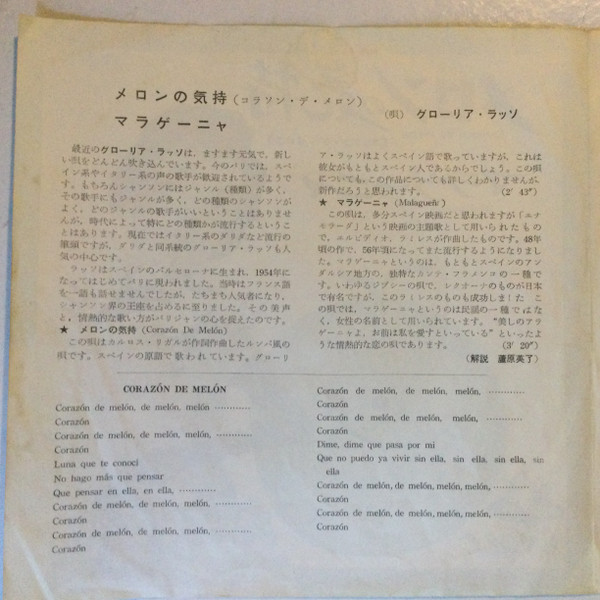 メロンの気持(コラソン・デ・メロン)
マラゲーニャ
(唄) グローリア・ラッソ
最近のグローリア・ラッソは、ますます元気で、新し
い唄をどんどん吹き込んでいます。今のパリでは、スペ
イン系やイタリー系の声の歌手が歓迎されているようで
す。もちろんシャンソンにはジャンル(種類)が多く、
その歌手にもジャンルが多く、どの種類のシャンソンが
よく、どのジャンルの歌手がいいということはありませ
んが、時代によって特にどの種類かが流行するというこ
とはあります。現在ではイタリー系のダリダなど流行の
筆頭ですが、ダリダと同系統のグローリア・ラッソも人
気の中心です。
ラッソはスペインのバルセローナに生まれ、1954年に
なってはじめてパリに現われました。当時はフランス語
を一語も話せませんでしたが、たちまち人気者になり、
シャンソン界の王座を占めるに至りました。その美声
と、情熱的な歌い方がパリジャンの心を捉えたのです。
★ メロンの気持 (Corazón De Melón)
この唄はカルロス・リガルが作詞作曲したルンバ風の
唄です。スペインの原語で歌われています。グローリ
ア・ラッソはよくスペイン語で歌っていますが、これは
彼女がもともとスペイン人であるからでしょう。この唄
についても、この作品についても詳しくわかりませんが、
新作だろうと思われます。 (2′ 43″)
★ マラゲーニャ (Malagueña)
この唄は、多分スペイン映画だと思われますが「エナ
モラーダ」という映画の主題歌として用いられたもの
で、エルピディオ、ラミレスが作曲したものです。48年
頃の作で、56年頃になってまた流行するようになりまし
た。マラゲーニャというのは、もともとスペインのアン
ダルシア地方の、独特なカンテ・フラメンコの一種で
す。いわゆるジプシーの唄で、レクオーナのものが日本
で有名ですが、このラミレスのものも成功しました こ
の唄では、マラゲーニャというのは民謡の一種ではな
く、女性の名前として用いられています。“美しのマラ
ゲーニャよ、お前は私を愛すといっている”といったよ
うな情熱的な恋の唄であります。 (3′ 20″)
(解説 蘆原英了)
CORAZÓN DE MELÓN
Corazón de melón, de melón, melón …………
Corazón
Corazón de melón, de melón, melón, …………
Corazón
Luna que te conoci
No hago más que pensar
Que pensar en ella, en ella, …………
Corazón de melón, de melón, melón, …………
Corazón
Corazón de melón, de melón, melón, …………
Corazón
Corazón de melón, de melón, melón, …………
Corazón
Corazón de melón, de melón, melón, …………
Corazón
Dime, dime que pasa por mi
Que no puedo ya vivir sin ella, sin ella, sin ella, sin
ella
Corazón de melón, de melón, melón, melón, …………
Corazón
Corazón de melón, de melón, melón, melón, …………
Corazón